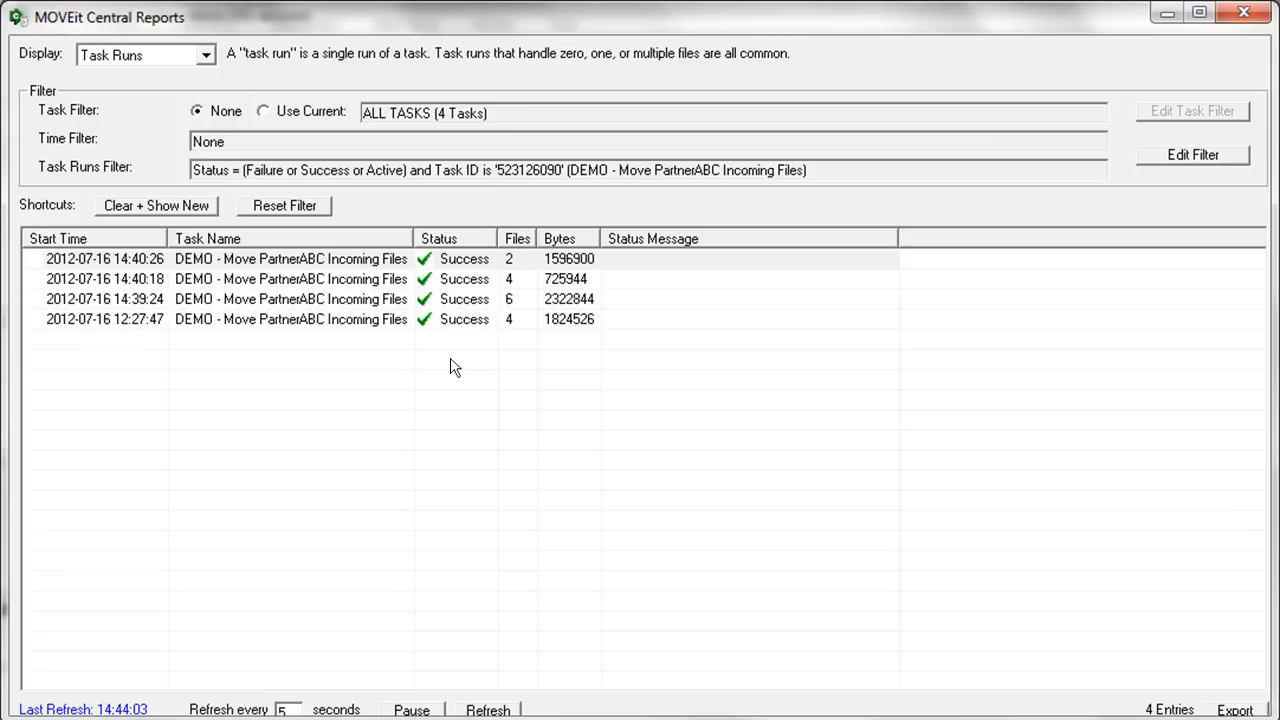 MOVEit Central Reports
Display: Task Runs A "task run" is a single run of a task. Task runs that handle zero, one, or multiple files are all common.
Filter
Task Filter: None Use Current: ALL TASKS (4 Tasks) Edit Task Filter
Time Filter: None
Edit Filter
Task Runs Filter: Status = (Failure or Success or Active) and Task ID is '523126090' (DEMO - Move PartnerABC Incoming Files)
Shortcuts: Clear + Show New Reset Filter
Start Time Task Name Status Files Bytes Status Message
2012-07-16 14:40:26 DEMO - Move PartnerABC Incoming Files Success 2 1596900
2012-07-16 14:40:18 DEMO - Move PartnerABC Incoming Files Success 4 725944
2012-07-16 14:39:24 DEMO - Move PartnerABC Incoming Files Success 6 2322844
2012-07-16 12:27:47 DEMO - Move PartnerABC Incoming Files Success 4 1824526
Last Refresh: 14:44:03 Refresh every 5 seconds Pause Refresh 4 Entries Export